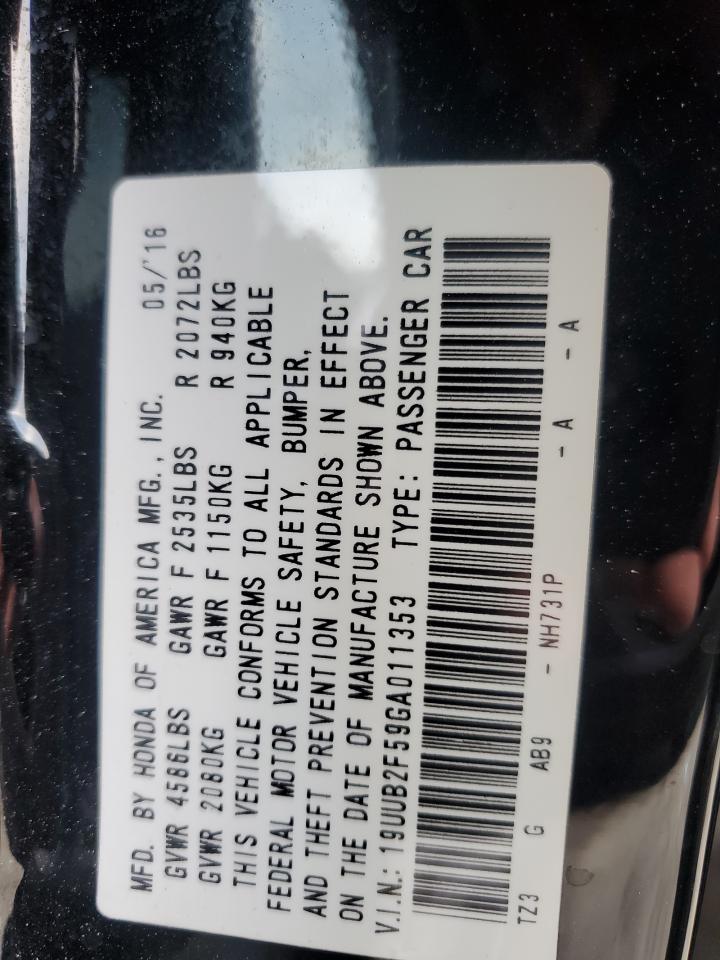 MFD. BY HONDA OF AMERICA MFG., INC. 05/'16
GVWR 4586LBS GAWR F 2535LBS R 2072LBS
GVWR 2080KG GAWR F 1150KG R 940KG
THIS VEHICLE CONFORMS TO ALL APPLICABLE
FEDERAL MOTOR VEHICLE SAFETY, BUMPER,
AND THEFT PREVENTION STANDARDS IN EFFECT
ON THE DATE OF MANUFACTURE SHOWN ABOVE.
V.I.N.: 19UUB2F59GA011353 TYPE: PASSENGER CAR
TZ3 G AB9 - NH731P - A - A